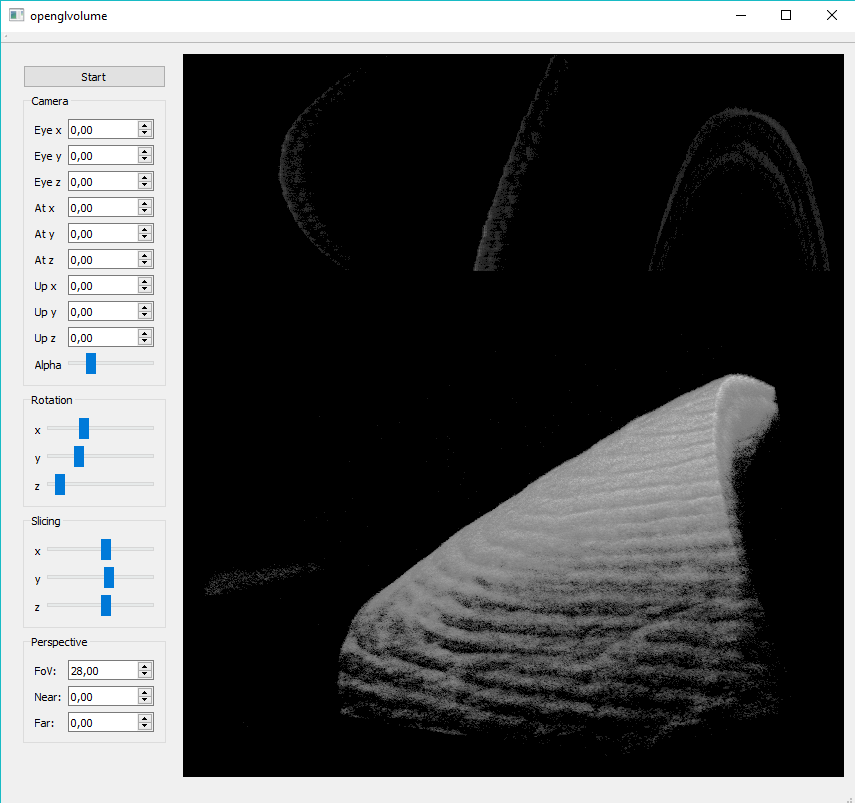 openglvolume
Start
Camera
Eye x 0,00
Eye y 0,00
Eye z 0,00
At x 0,00
At y 0,00
At z 0,00
Up x 0,00
Up y 0,00
Up z 0,00
Alpha
Rotation
x
y
z
Slicing
x
y
z
Perspective
FoV: 28,00
Near: 0,00
Far: 0,00